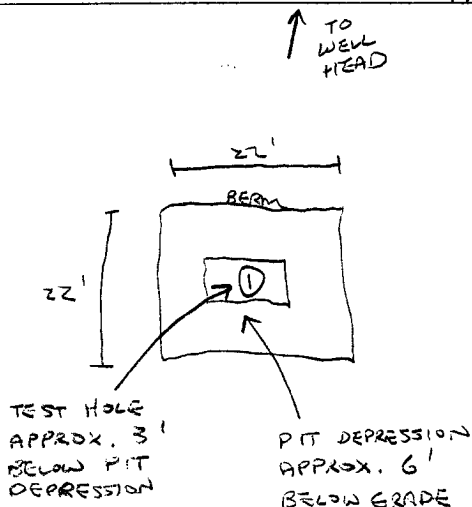 TO
WELL
HEAD
22'
BERM
22'
1
TEST HOLE
APPROX. 3'
BELOW PIT
DEPRESSION
PIT DEPRESSION
APPROX. 6'
BELOW GRADE